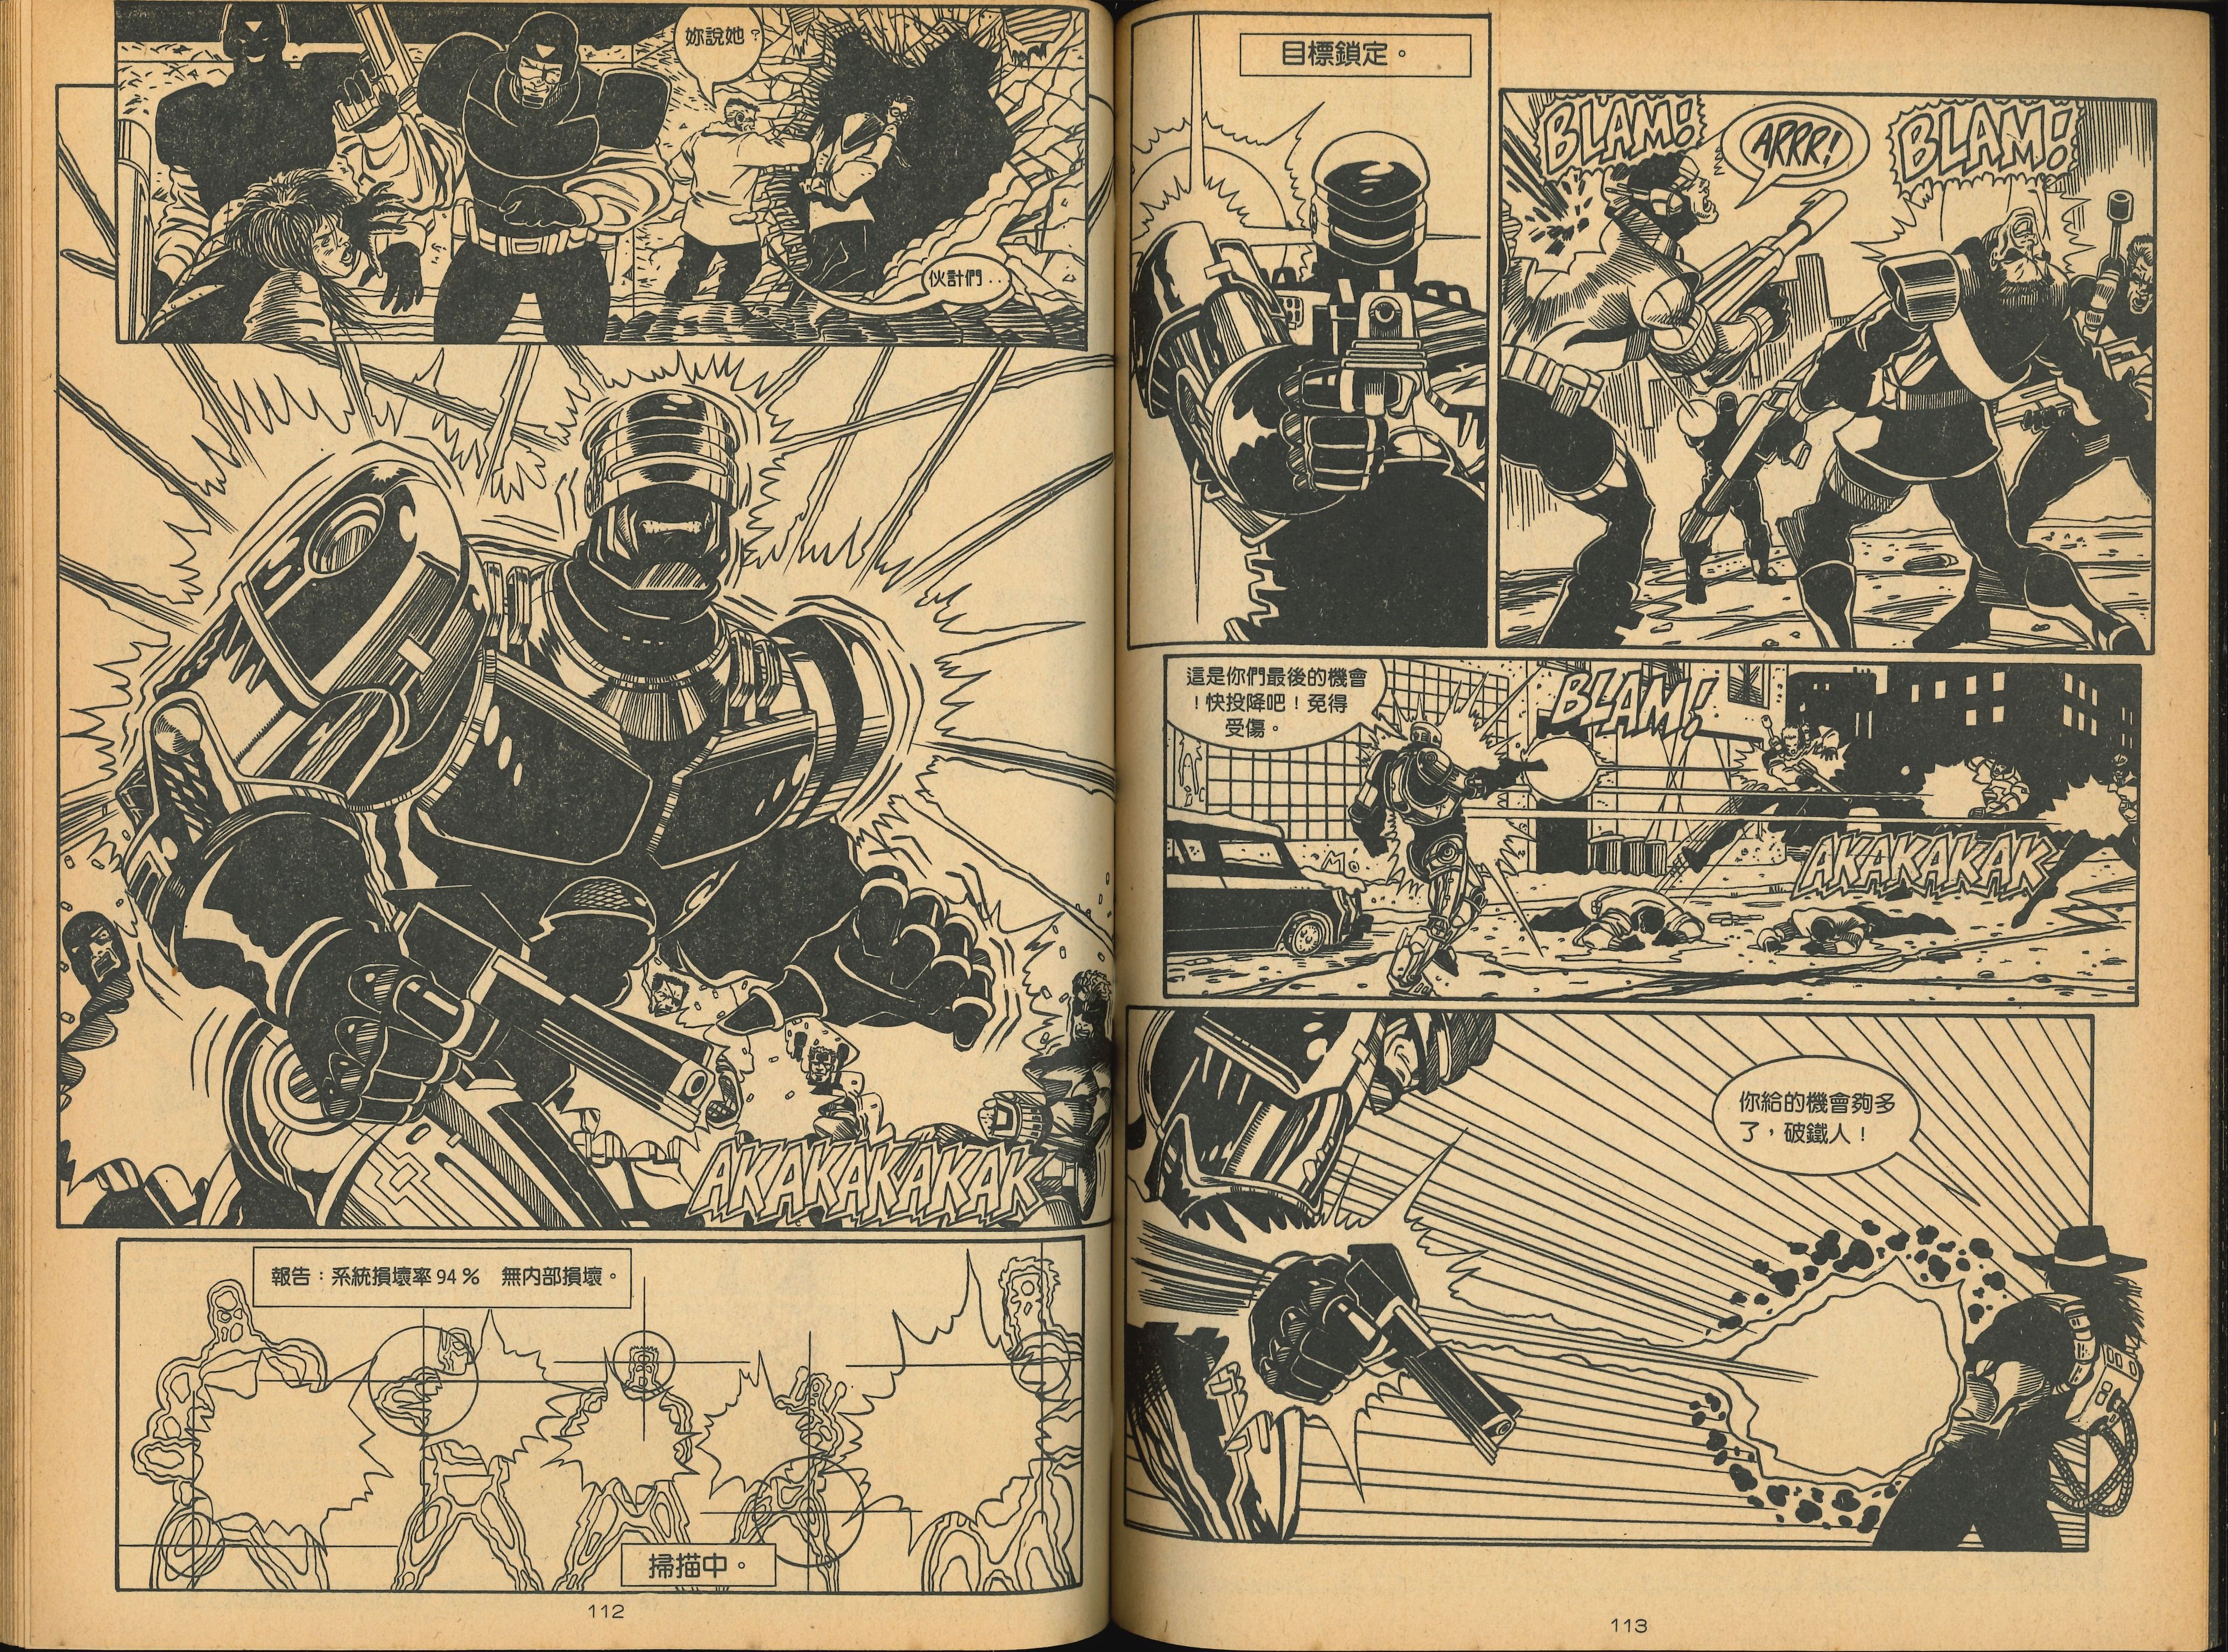 妳說她？
伙計們..
AKAKAKAKAK
報告：系統損壞率94％　無內部損壞。
掃描中。
112
目標鎖定。
BLAM!
ARRR!
BLAM!
這是你們最後的機會
！快投降吧！免得
受傷。
BLAM!
AKAKAKAK
你給的機會夠多
了，破鐵人！
113